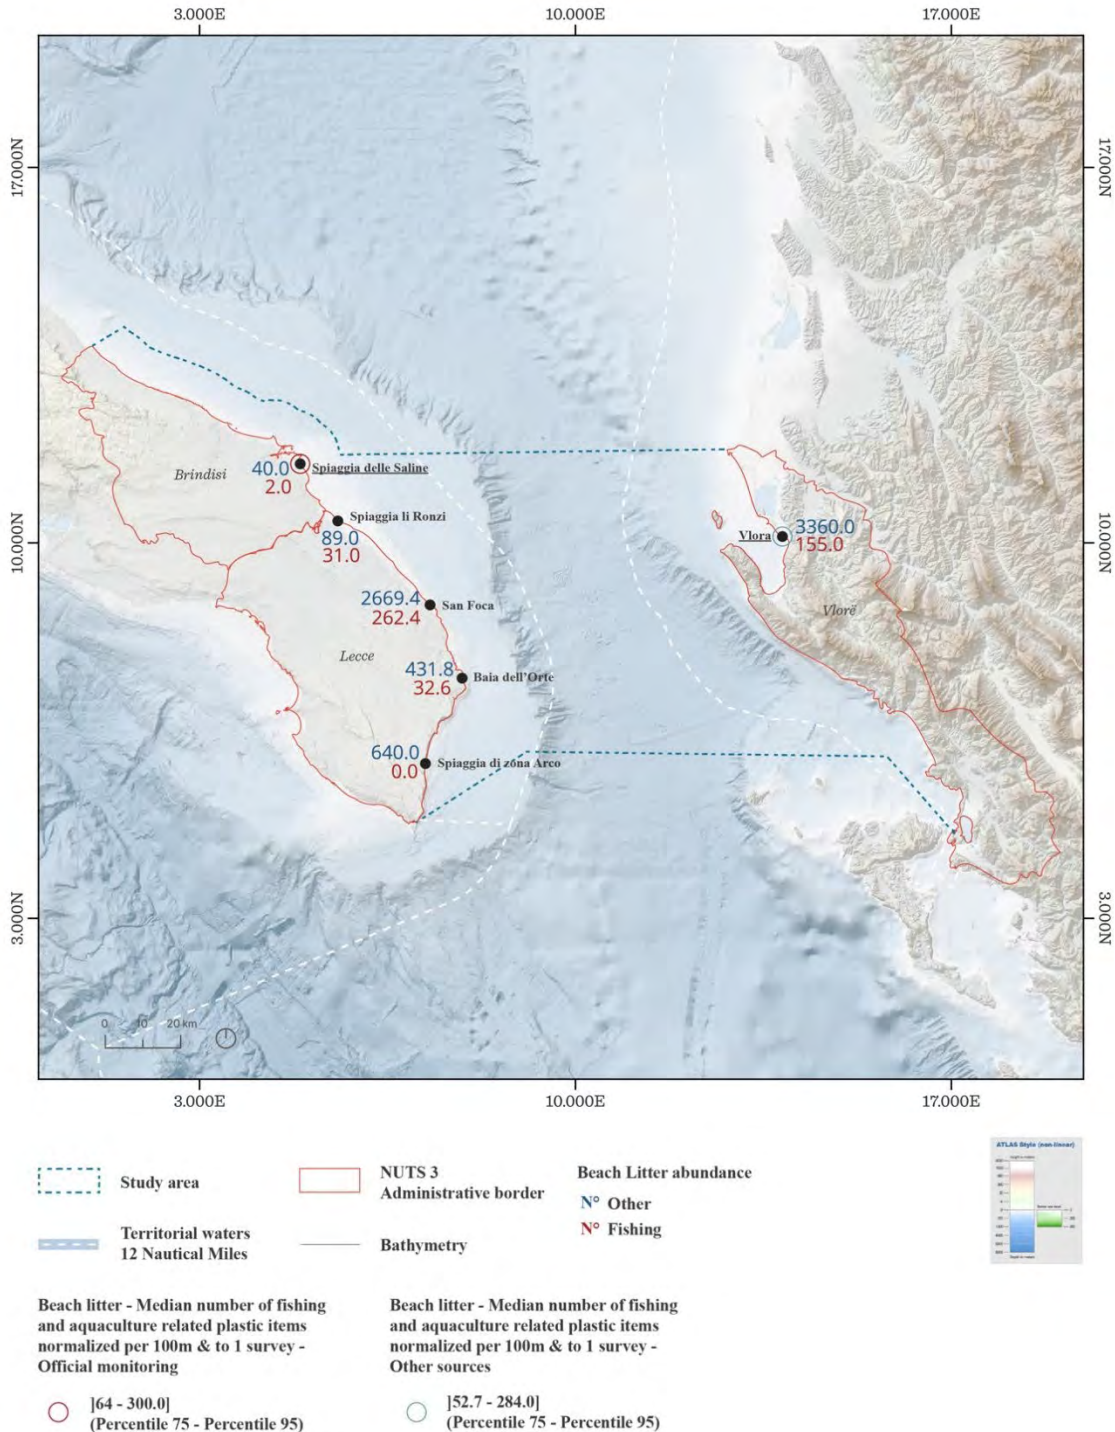 3.000E
10.000E
17.000E
17.000N
17.000N
Brindisi
40.0
Spiaggia delle Saline
2.0
Spiaggia li Ronzi
89.0
31.0
10.000N
10.000N
3360.0
Vlora
155.0
2669.4
San Foca
262.4
Vlorë
Lecce
431.8
Baia dell'Orte
32.6
640.0
Spiaggia di zona Arco
0.0
3.000N
3.000N
0 10 20 km
3.000E
10.000E
17.000E
Study area
NUTS 3
Administrative border
Beach Litter abundance
N° Other
N° Fishing
Territorial waters
12 Nautical Miles
Bathymetry
ATLAS Style (non-linear)
Beach litter - Median number of fishing
and aquaculture related plastic items
normalized per 100m & to 1 survey -
Official monitoring
]64 - 300.0]
(Percentile 75 - Percentile 95)
Beach litter - Median number of fishing
and aquaculture related plastic items
normalized per 100m & to 1 survey -
Other sources
]52.7 - 284.0]
(Percentile 75 - Percentile 95)